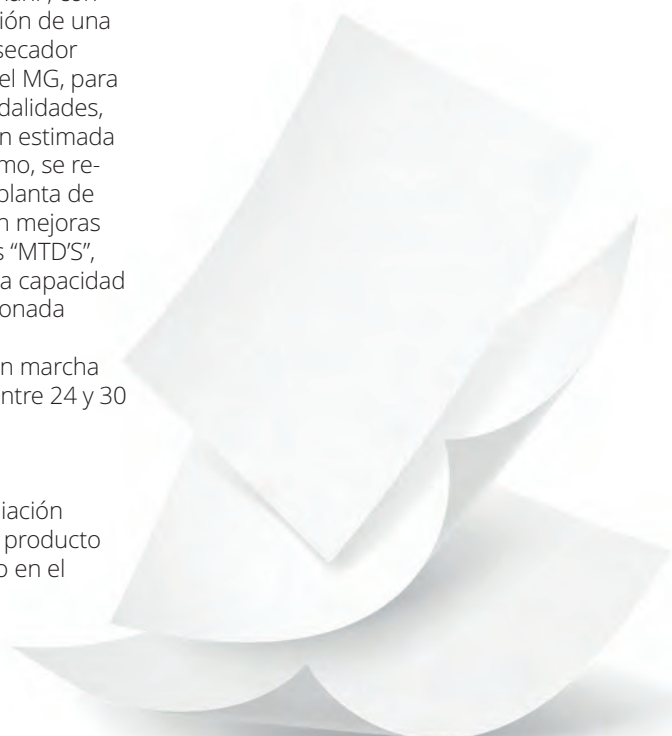 ión de una
secador
el MG, para
dalidades,
n estimada
mo, se re-
planta de
n mejoras
s “MTD’S”,
a capacidad
onada
n marcha
ntre 24 y 30
iación
producto
o en el